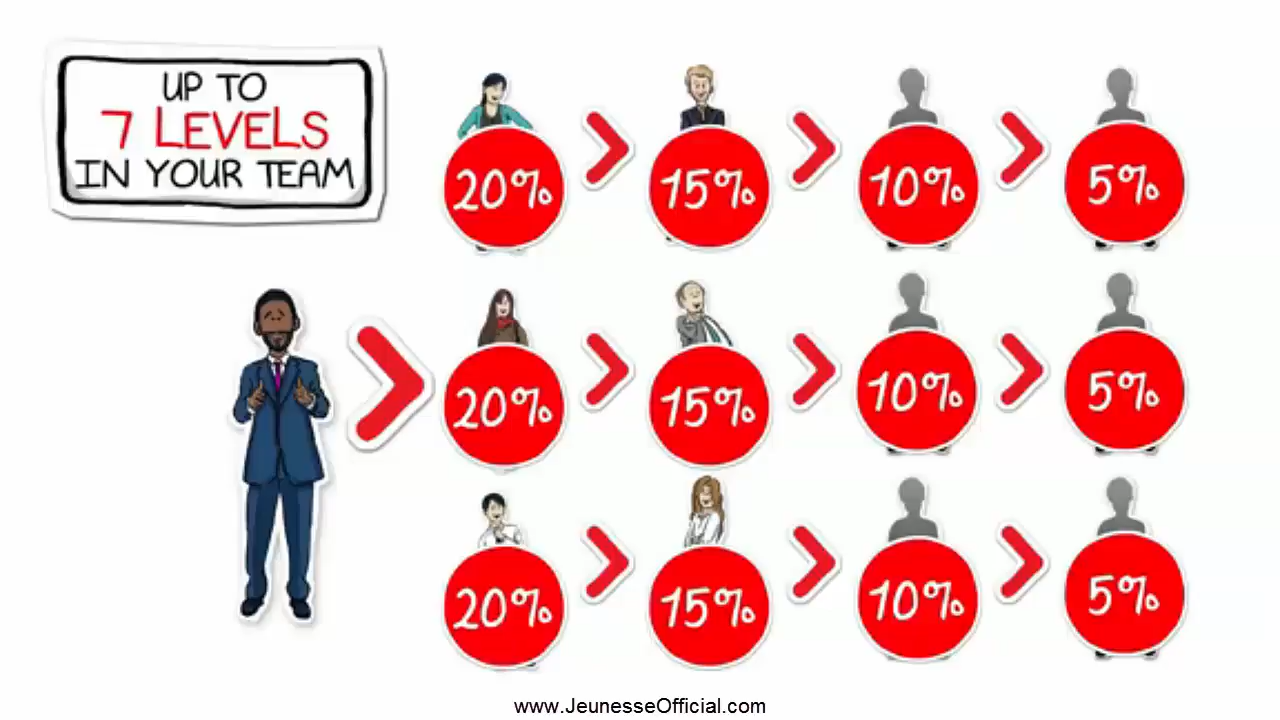 UP TO
7 LEVELS
IN YOUR TEAM
20% 15% 10% 5%
20% 15% 10% 5%
20% 15% 10% 5%
www.JeunesseOfficial.com